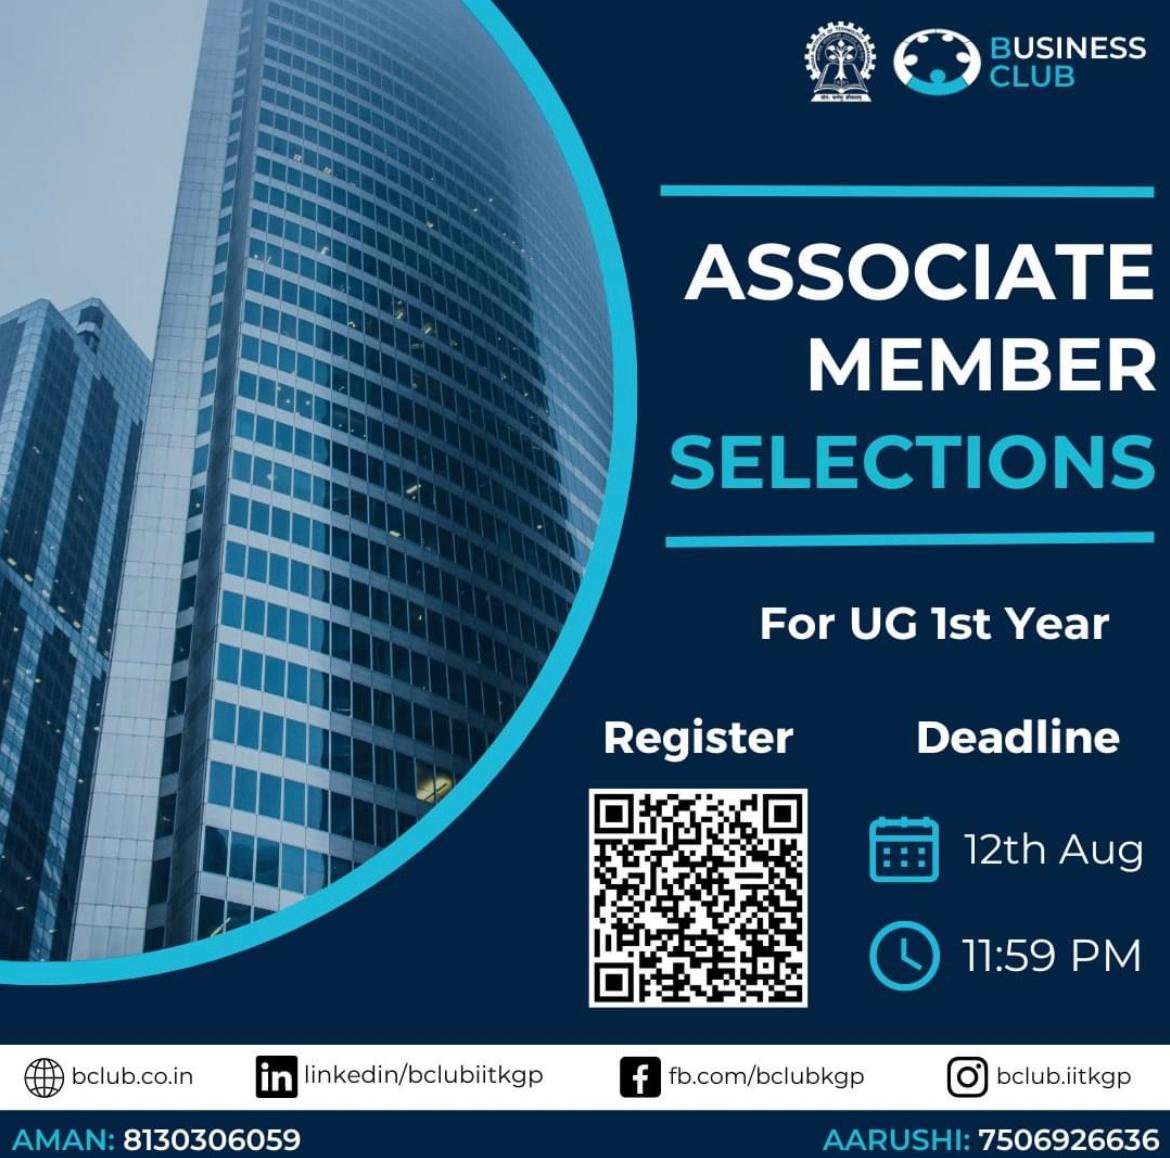 BUSINESS
CLUB
ASSOCIATE
MEMBER
SELECTIONS
For UG 1st Year
Register
Deadline
12th Aug
11:59 PM
bclub.co.in
linkedin/bclubiitkgp
fb.com/bclubkgp
bclub.iitkgp
AMAN: 8130306059
AARUSHI: 7506926636